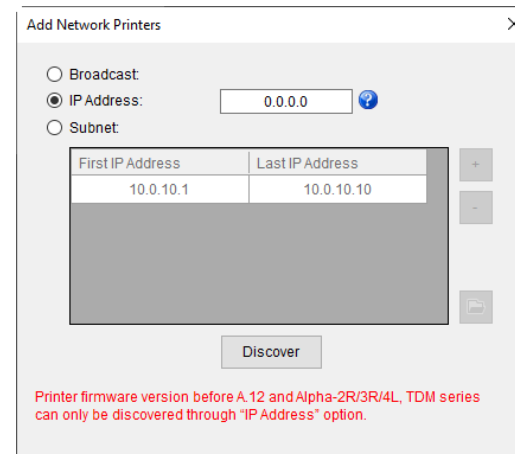 Add Network Printers
Broadcast:
IP Address: 0.0.0.0 ?
Subnet:
First IP Address Last IP Address +
10.0.10.1 10.0.10.10
-
Discover
Printer firmware version before A.12 and Alpha-2R/3R/4L, TDM series
can only be discovered through “IP Address” option.